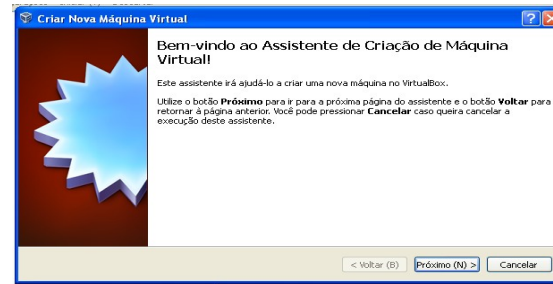 Criar Nova Máquina Virtual
Bem-vindo ao Assistente de Criação de Máquina
Virtual!
Este assistente irá ajudá-lo a criar uma nova máquina no VirtualBox.
Utilize o botão Próximo para ir para a próxima página do assistente e o botão Voltar para
retornar à página anterior. Você pode pressionar Cancelar caso queira cancelar a
execução deste assistente.
< Voltar (B) Próximo (N) > Cancelar